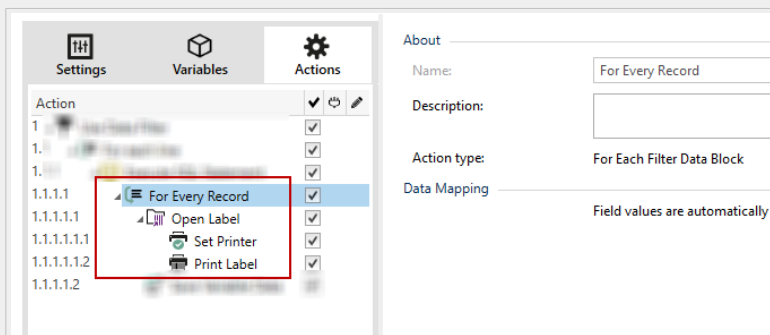 Settings Variables Actions
Action
1
1.
1.
1.1.1.1 For Every Record
1.1.1.1.1 Open Label
1.1.1.1.1.1 Set Printer
1.1.1.1.1.2 Print Label
1.1.1.1.2
About
Name: For Every Record
Description:
Action type: For Each Filter Data Block
Data Mapping
Field values are automatically